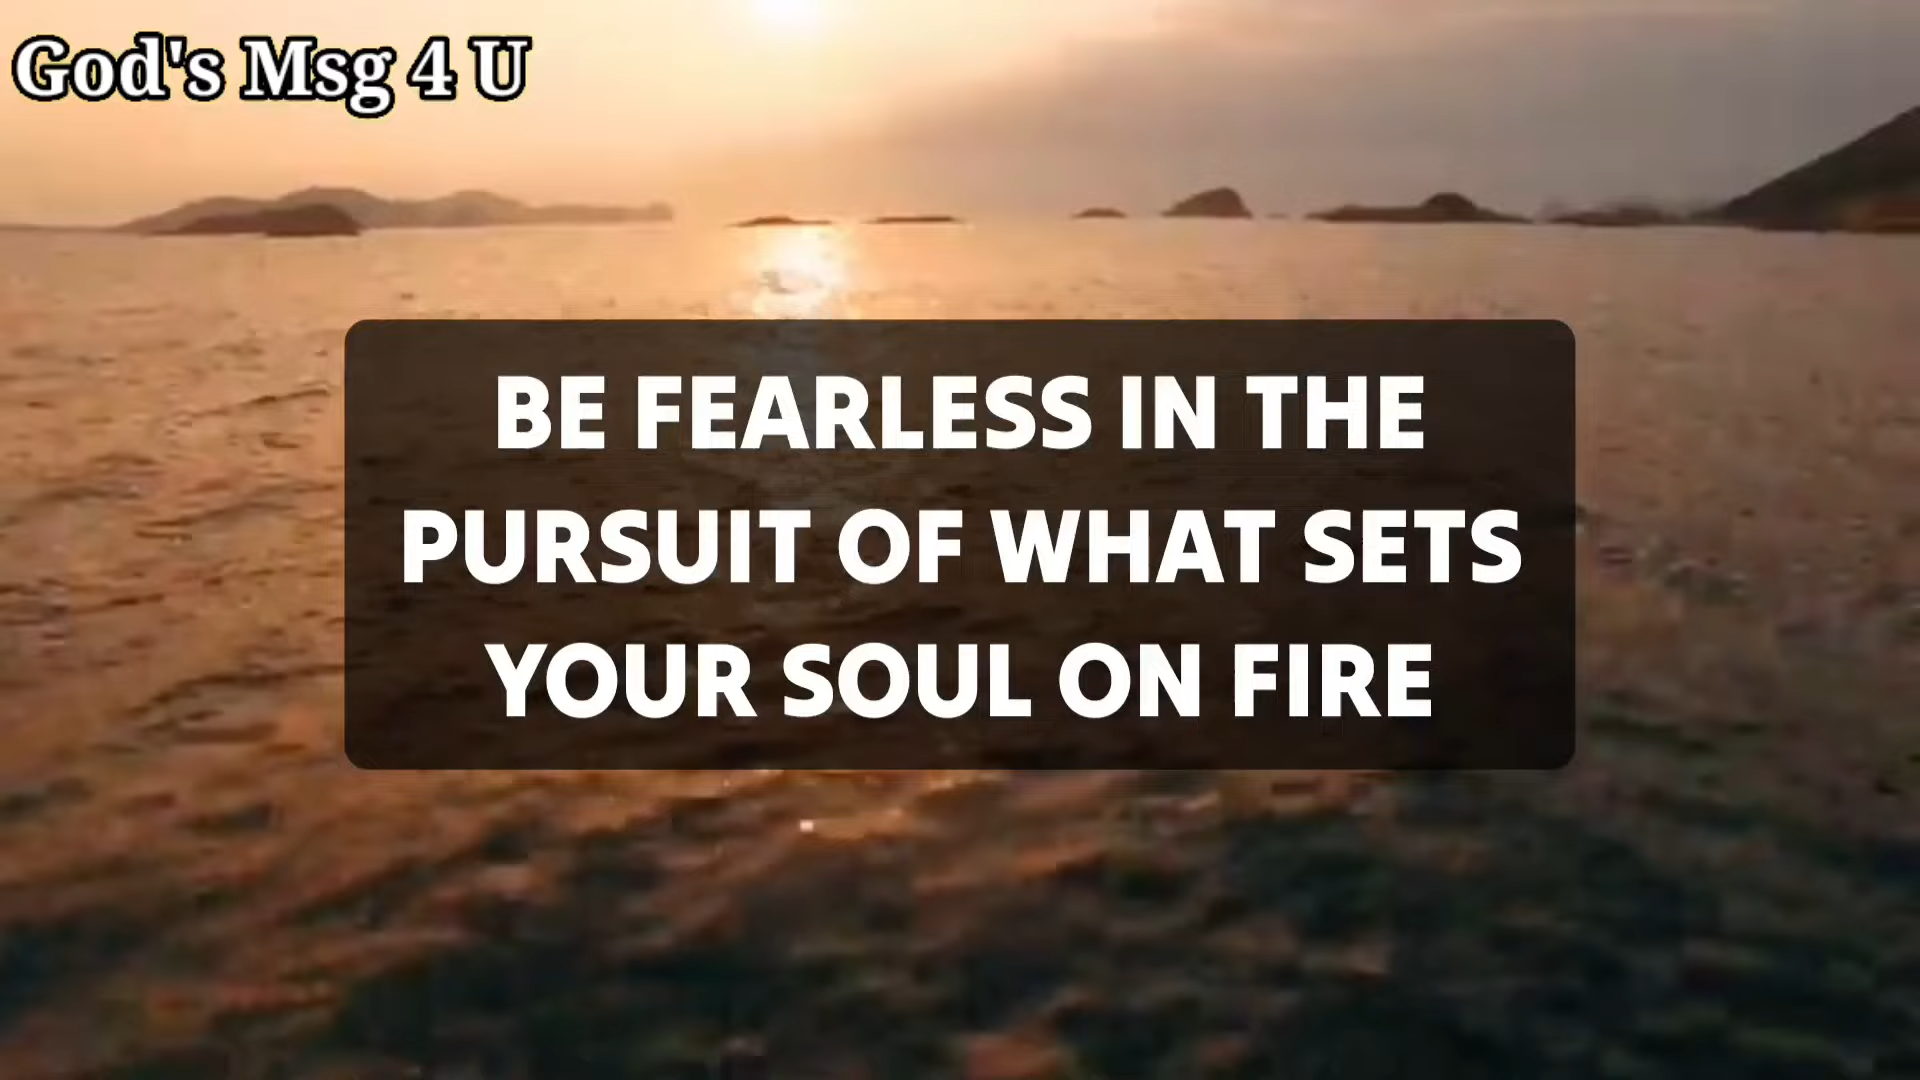 God's Msg 4 U
BE FEARLESS IN THE
PURSUIT OF WHAT SETS
YOUR SOUL ON FIRE